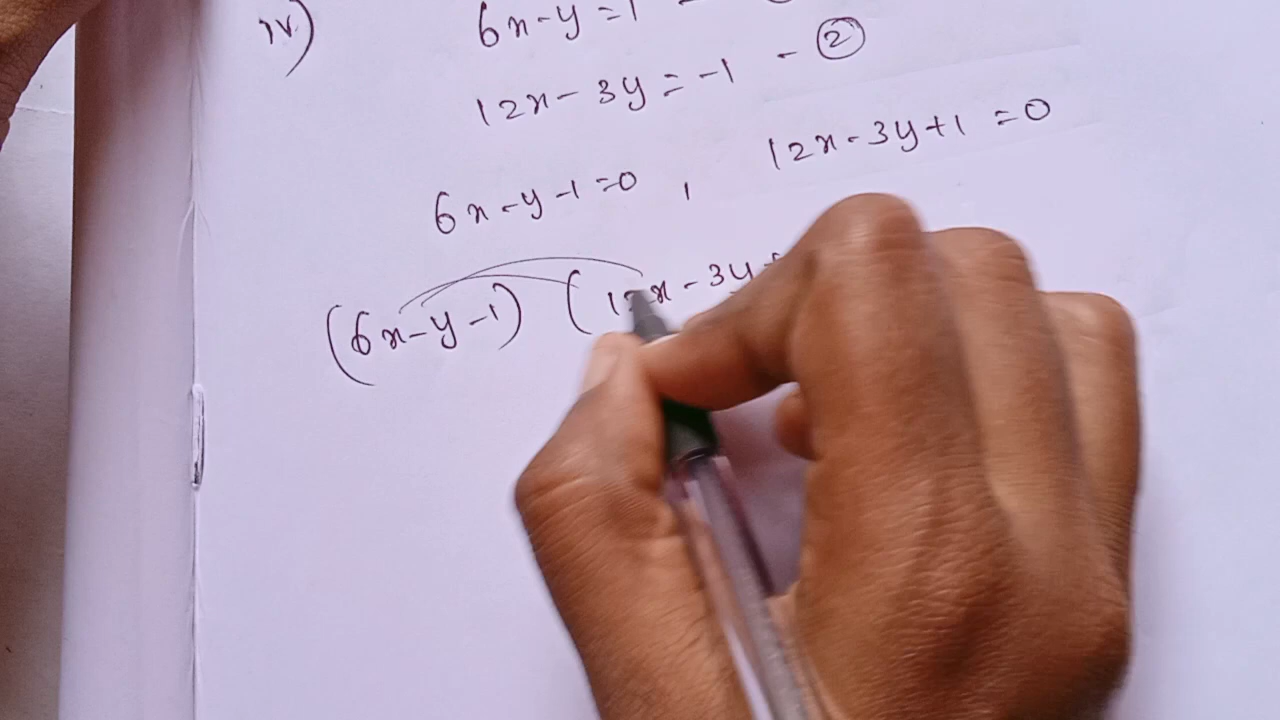 iv) 6x-y=1 -
12x-3y=-1 - ②
6x-y-1=0 , 12x-3y+1=0
(6x-y-1) (12x-3y+